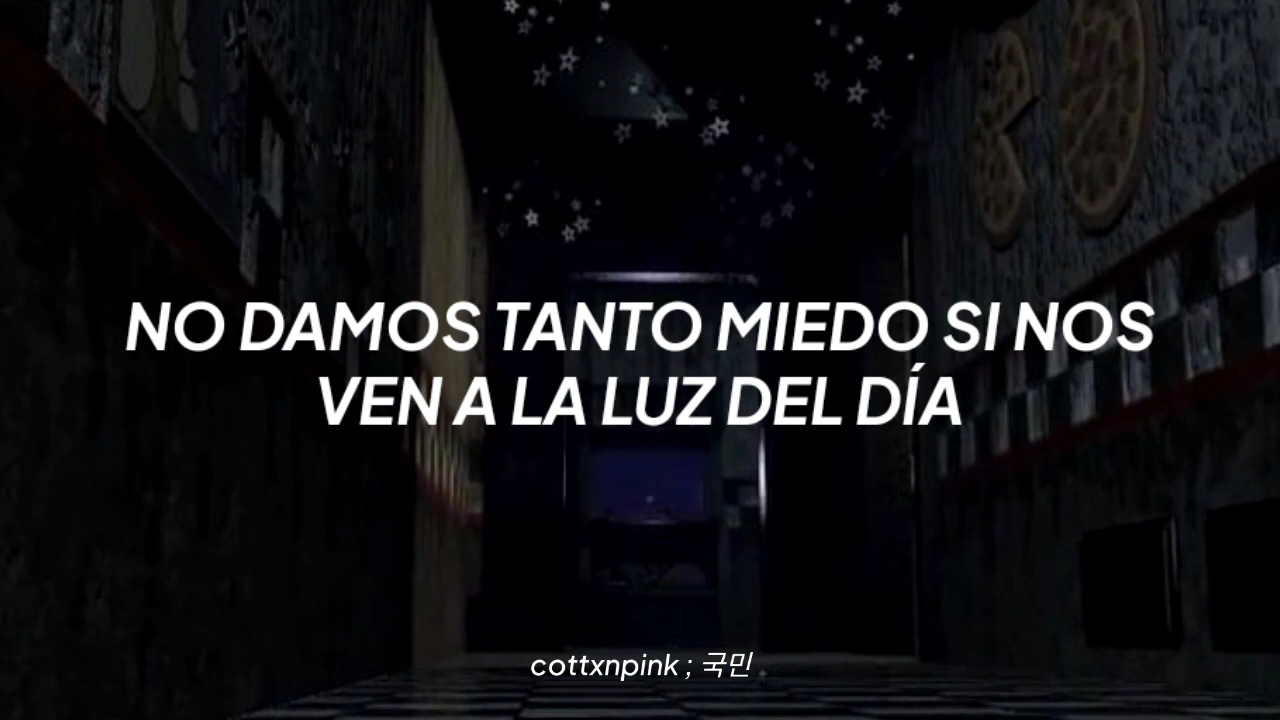 NO DAMOS TANTO MIEDO SI NOS
VEN A LA LUZ DEL DÍA
cottxnpink ; 국민